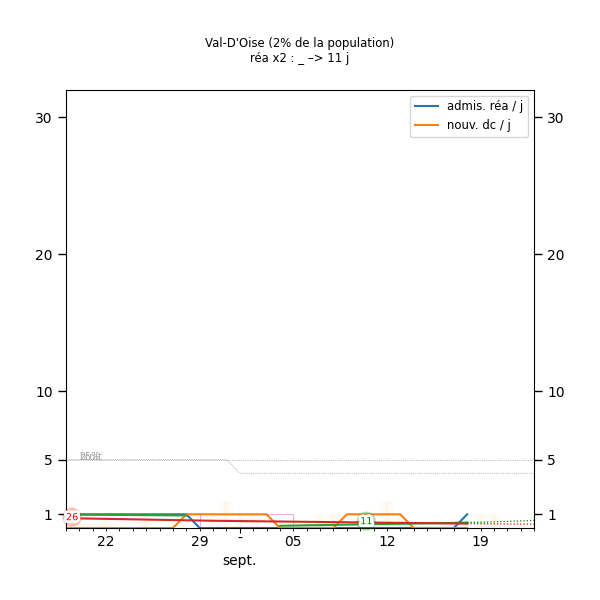 Val-D'Oise (2% de la population)
réa x2 : _ –> 11 j
admis. réa / j
nouv. dc / j
30 30
20 20
10 10
5 5
1 1
26
11
22 29 - 05 12 19
sept.